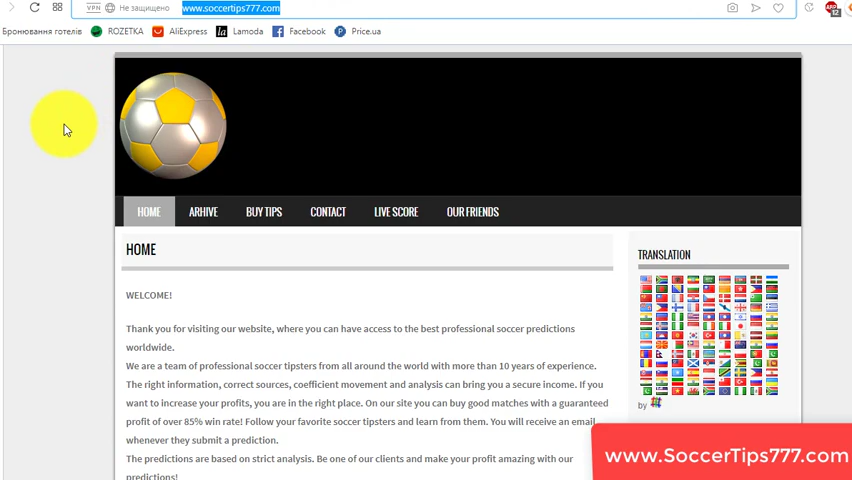 VPN Не защищено www.soccertips777.com
Бронювання готелів ROZETKA AliExpress la Lamoda Facebook Price.ua
HOME ARHIVE BUY TIPS CONTACT LIVE SCORE OUR FRIENDS
HOME
WELCOME!
Thank you for visiting our website, where you can have access to the best professional soccer predictions
worldwide.
We are a team of professional soccer tipsters from all around the world with more than 10 years of experience.
The right information, correct sources, coefficient movement and analysis can bring you a secure income. If you
want to increase your profits, you are in the right place. On our site you can buy good matches with a guaranteed
profit of over 85% win rate! Follow your favorite soccer tipsters and learn from them. You will receive an email
whenever they submit a prediction.
The predictions are based on strict analysis. Be one of our clients and make your profit amazing with our
predictions!
TRANSLATION
by
www.SoccerTips777.com